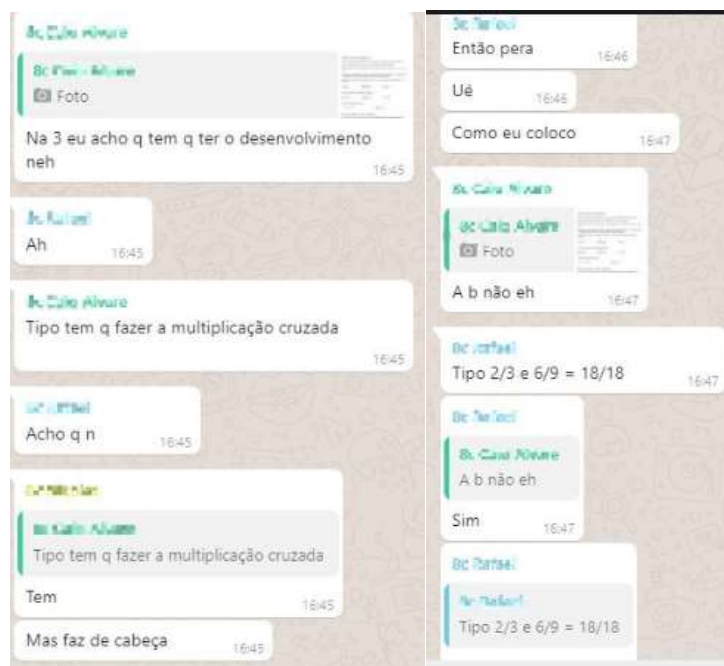 Foto
Na 3 eu acho q tem q ter o desenvolvimento
neh
16:45
Ah
16:45
Tipo tem q fazer a multiplicação cruzada
16:45
Acho q n
16:45
Tipo tem q fazer a multiplicação cruzada
Tem
16:45
Mas faz de cabeça
16:45
Então pera
16:46
Ué
16:46
Como eu coloco
16:47
Foto
A b não eh
16:47
Tipo 2/3 e 6/9 = 18/18
16:47
A b não eh
Sim
16:47
Tipo 2/3 e 6/9 = 18/18